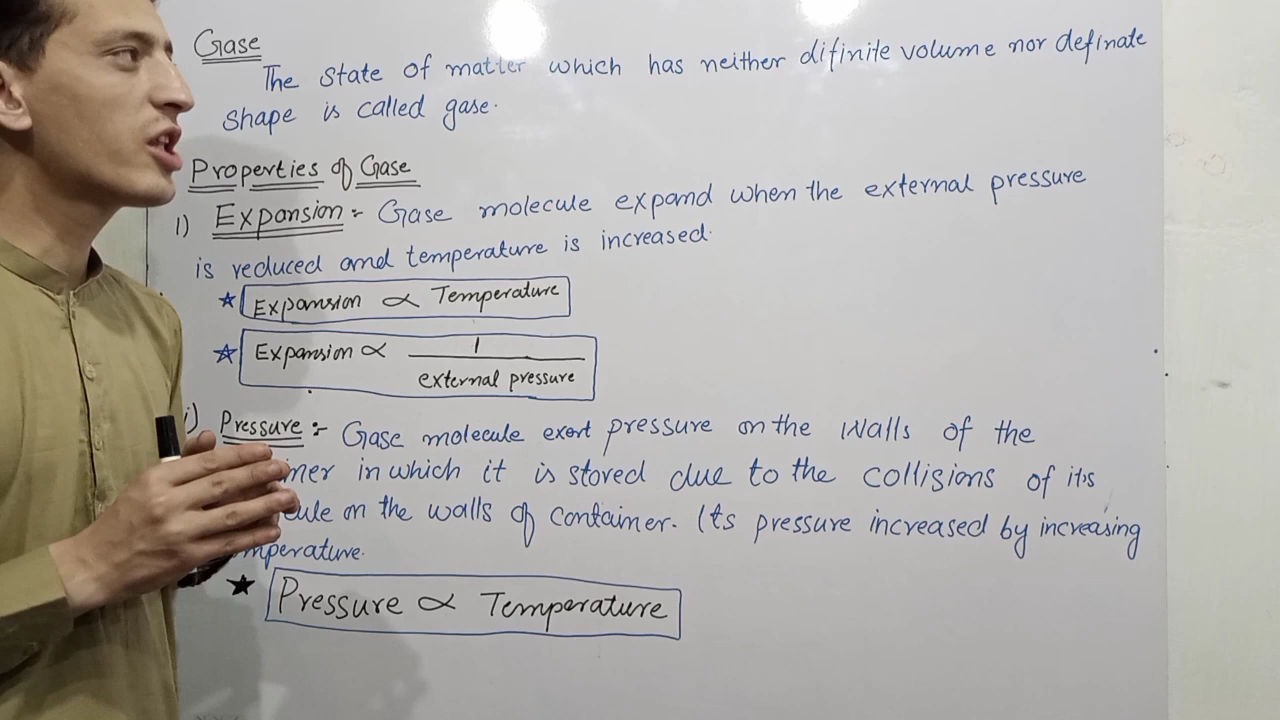 Gase
The state of matter which has neither difinite volume nor definate
shape is called gase.
Properties of Gase
i) Expansion :- Gase molecule expand when the external pressure
is reduced and temperature is increased.
★ Expansion ∝ Temperature
☆ Expansion ∝ 1
external pressure
i) Pressure :- Gase molecule exert pressure on the walls of the
iner in which it is stored due to the collisions of its
cule on the walls of container. Its pressure increased by increasing
mperature.
★ Pressure ∝ Temperature